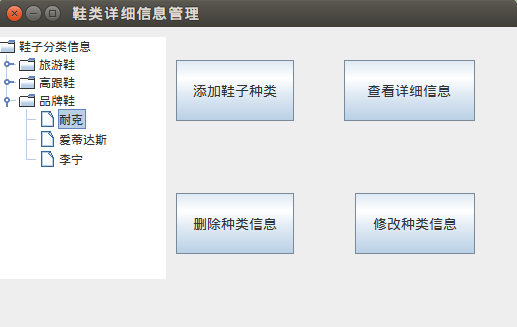 鞋类详细信息管理
鞋子分类信息
旅游鞋
高跟鞋
品牌鞋
耐克
爱蒂达斯
李宁
添加鞋子种类
查看详细信息
删除种类信息
修改种类信息